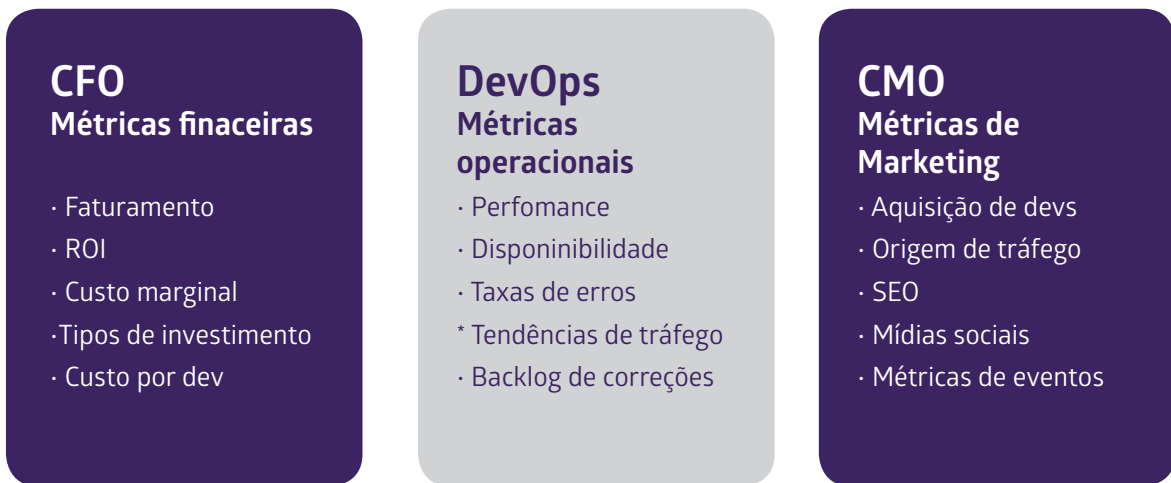 CFO
Métricas finaceiras
· Faturamento
· ROI
· Custo marginal
·Tipos de investimento
· Custo por dev
DevOps
Métricas
operacionais
· Perfomance
· Disponinibilidade
· Taxas de erros
* Tendências de tráfego
· Backlog de correções
CMO
Métricas de
Marketing
· Aquisição de devs
· Origem de tráfego
· SEO
· Mídias sociais
· Métricas de eventos